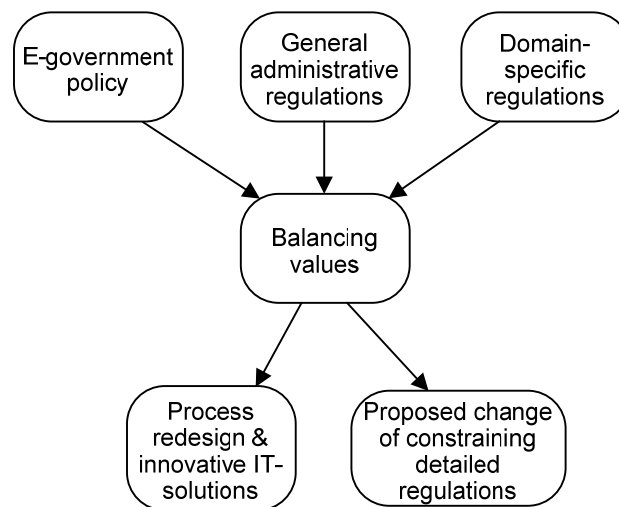 E-government
policy
General
administrative
regulations
Domain-
specific
regulations
Balancing
values
Process
redesign &
innovative IT-
solutions
Proposed change
of constraining
detailed
regulations